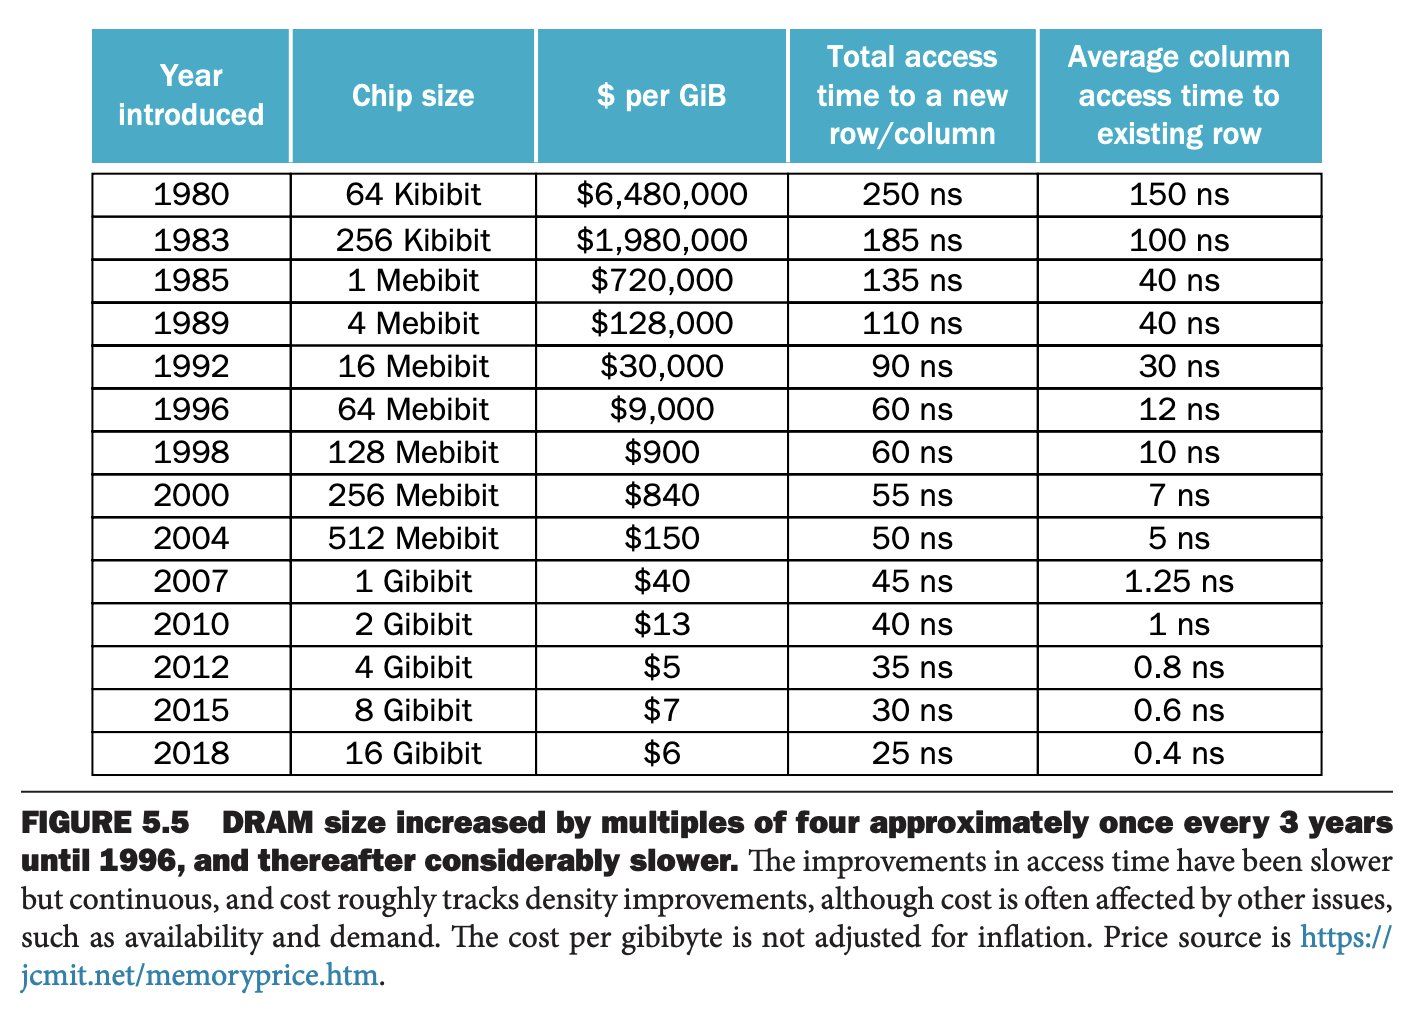 Year introduced | Chip size | $ per GiB | Total access time to a new row/column | Average column access time to existing row
1980 | 64 Kibibit | $6,480,000 | 250 ns | 150 ns
1983 | 256 Kibibit | $1,980,000 | 185 ns | 100 ns
1985 | 1 Mebibit | $720,000 | 135 ns | 40 ns
1989 | 4 Mebibit | $128,000 | 110 ns | 40 ns
1992 | 16 Mebibit | $30,000 | 90 ns | 30 ns
1996 | 64 Mebibit | $9,000 | 60 ns | 12 ns
1998 | 128 Mebibit | $900 | 60 ns | 10 ns
2000 | 256 Mebibit | $840 | 55 ns | 7 ns
2004 | 512 Mebibit | $150 | 50 ns | 5 ns
2007 | 1 Gibibit | $40 | 45 ns | 1.25 ns
2010 | 2 Gibibit | $13 | 40 ns | 1 ns
2012 | 4 Gibibit | $5 | 35 ns | 0.8 ns
2015 | 8 Gibibit | $7 | 30 ns | 0.6 ns
2018 | 16 Gibibit | $6 | 25 ns | 0.4 ns
FIGURE 5.5 DRAM size increased by multiples of four approximately once every 3 years
until 1996, and thereafter considerably slower. The improvements in access time have been slower
but continuous, and cost roughly tracks density improvements, although cost is often affected by other issues,
such as availability and demand. The cost per gibibyte is not adjusted for inflation. Price source is https://
jcmit.net/memoryprice.htm.